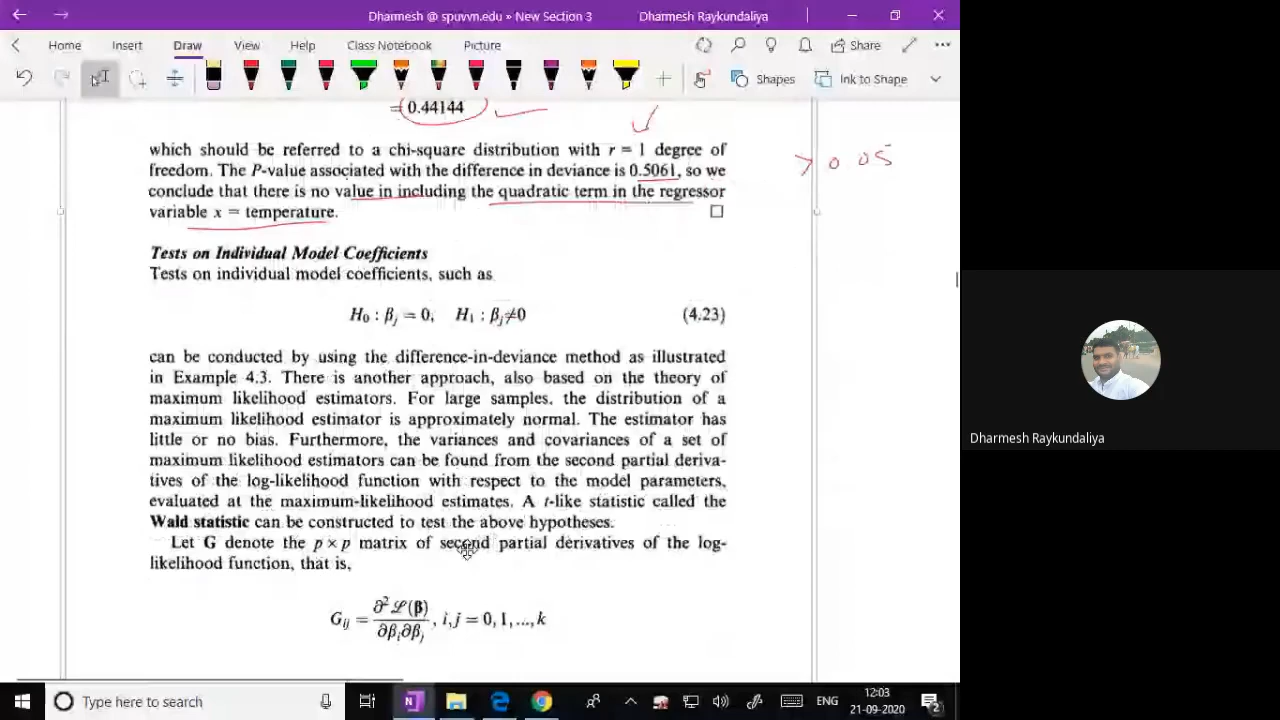 Dharmesh @ spuvvn.edu » New Section 3
Dharmesh Raykundaliya
Home Insert Draw View Help Class Notebook Picture
Share
Shapes
Ink to Shape
= 0.44144
which should be referred to a chi-square distribution with r = 1 degree of
freedom. The P-value associated with the difference in deviance is 0.5061, so we
conclude that there is no value in including the quadratic term in the regressor
variable x = temperature.
> 0.05
Tests on Individual Model Coefficients
Tests on individual model coefficients, such as
H₀ : βⱼ = 0, H₁ : βⱼ ≠ 0 (4.23)
can be conducted by using the difference-in-deviance method as illustrated
in Example 4.3. There is another approach, also based on the theory of
maximum likelihood estimators. For large samples, the distribution of a
maximum likelihood estimator is approximately normal. The estimator has
little or no bias. Furthermore, the variances and covariances of a set of
maximum likelihood estimators can be found from the second partial deriva-
tives of the log-likelihood function with respect to the model parameters,
evaluated at the maximum-likelihood estimates. A t-like statistic called the
Wald statistic can be constructed to test the above hypotheses.
Let G denote the p × p matrix of second partial derivatives of the log-
likelihood function, that is,
Gᵢⱼ = ∂²ℒ(β) / ∂βᵢ∂βⱼ, i, j = 0, 1, ..., k
Dharmesh Raykundaliya
Type here to search
ENG
12:03
21-09-2020
2